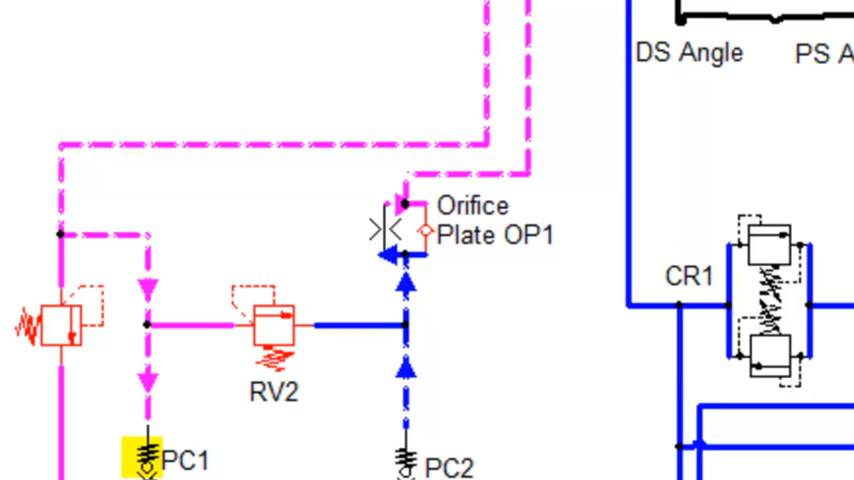 DS Angle
PS A
Orifice
Plate OP1
CR1
RV2
PC1
PC2